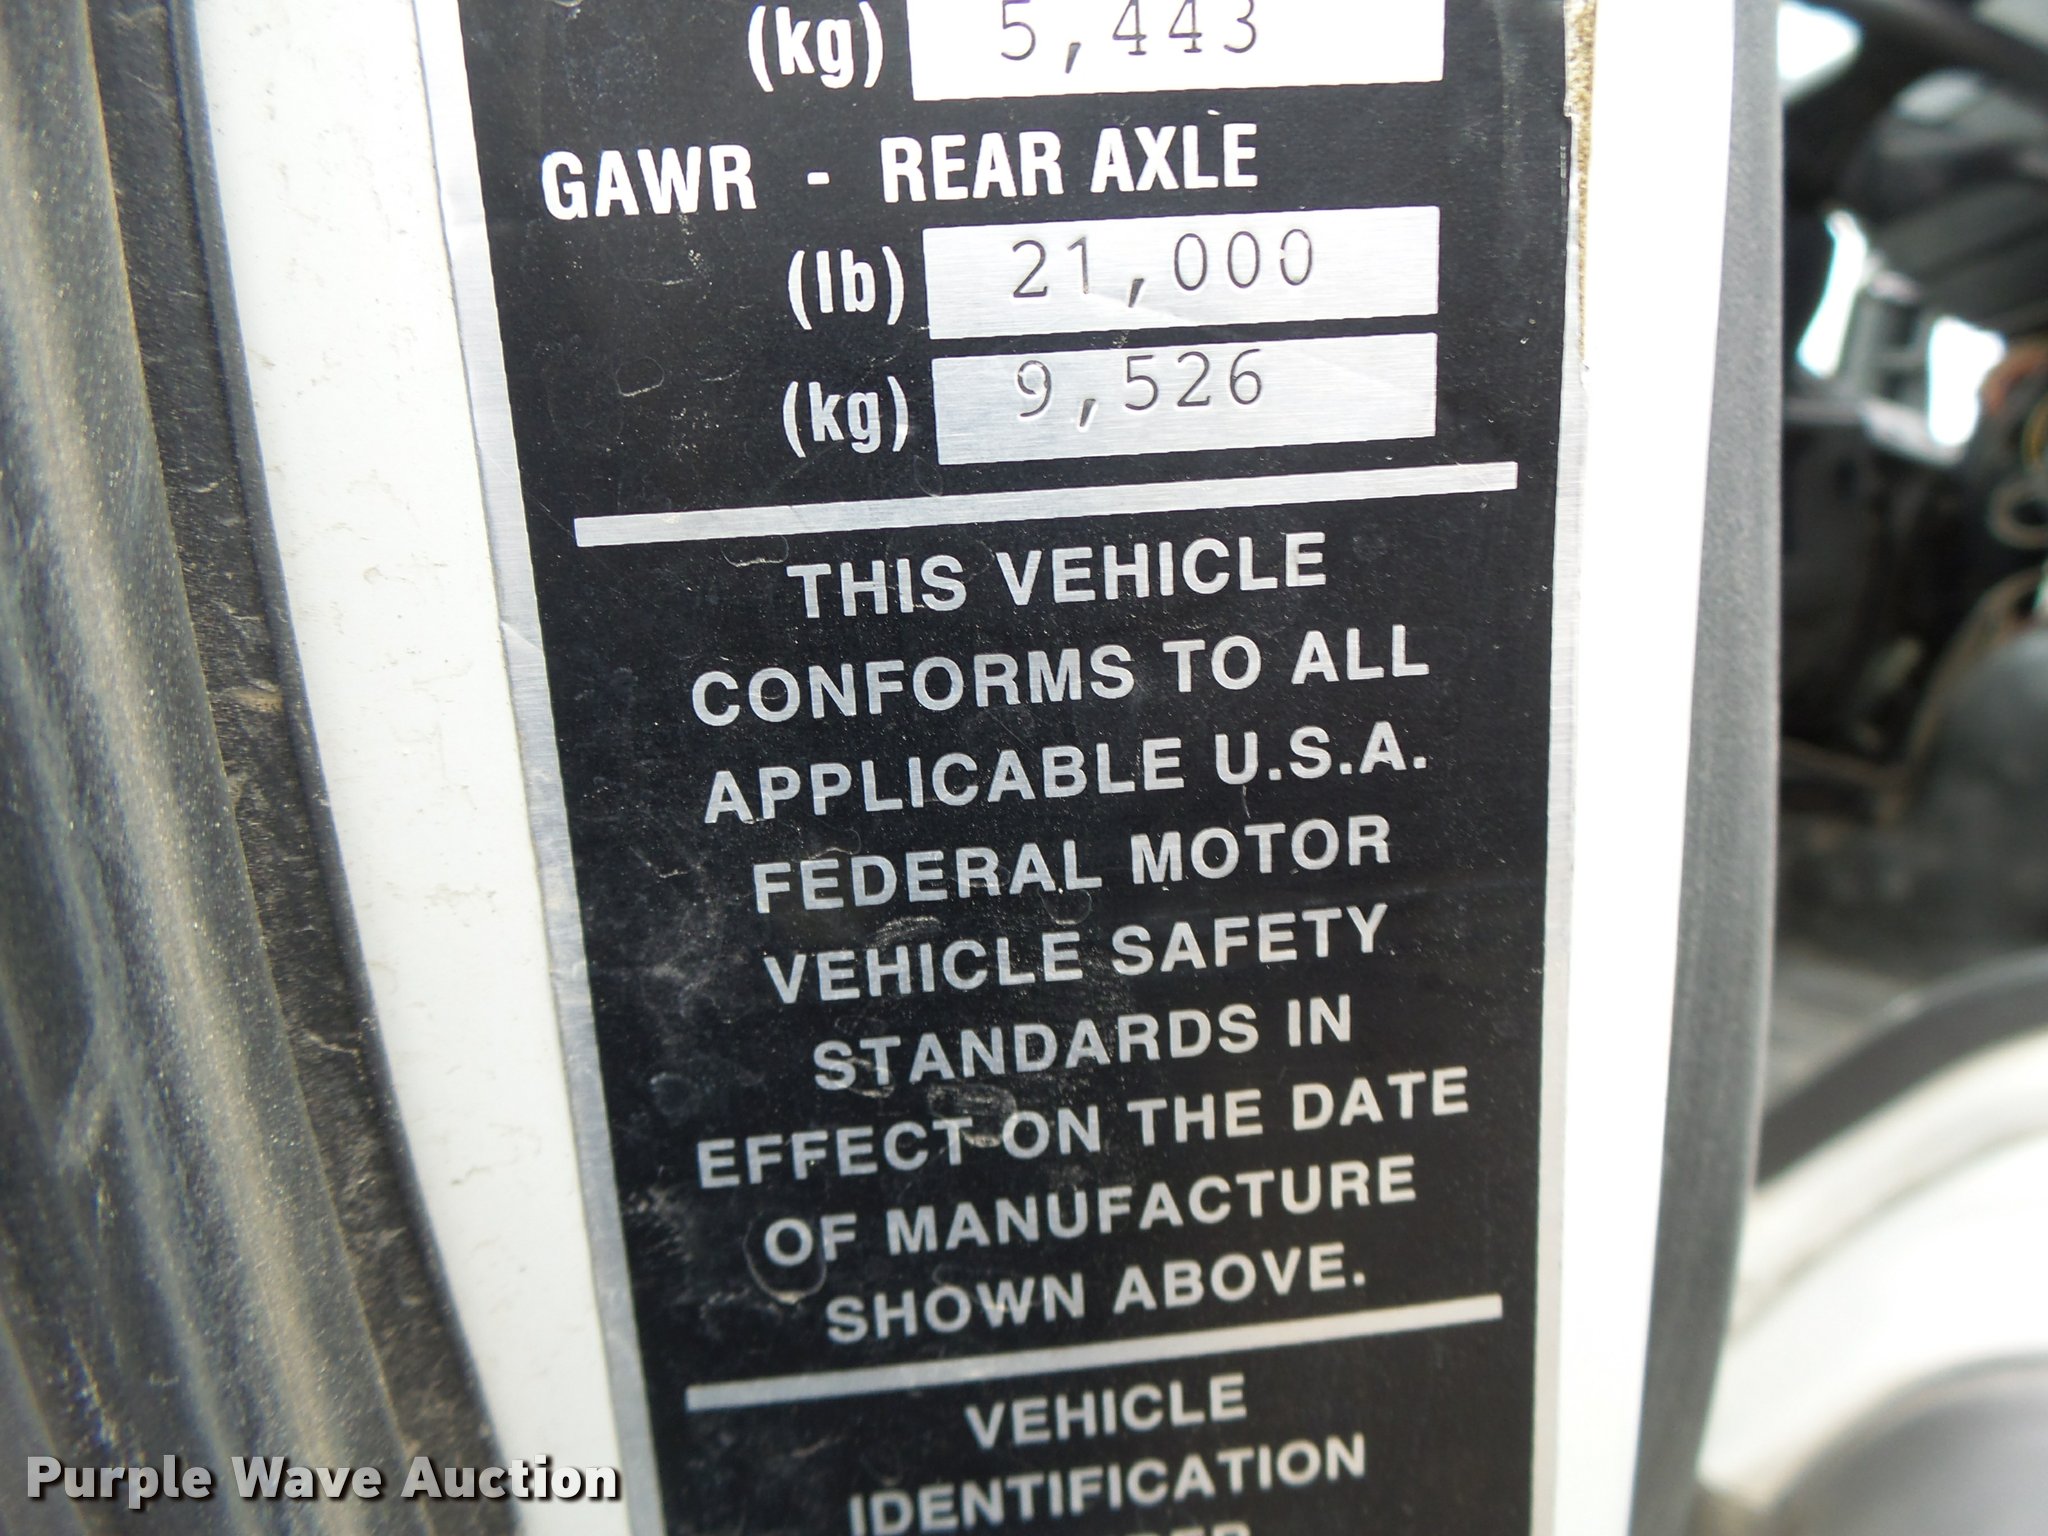 (kg) 5,443
GAWR - REAR AXLE
(lb) 21,000
(kg) 9,526
THIS VEHICLE
CONFORMS TO ALL
APPLICABLE U.S.A.
FEDERAL MOTOR
VEHICLE SAFETY
STANDARDS IN
EFFECT ON THE DATE
OF MANUFACTURE
SHOWN ABOVE.
VEHICLE
IDENTIFICATION
Purple Wave Auction